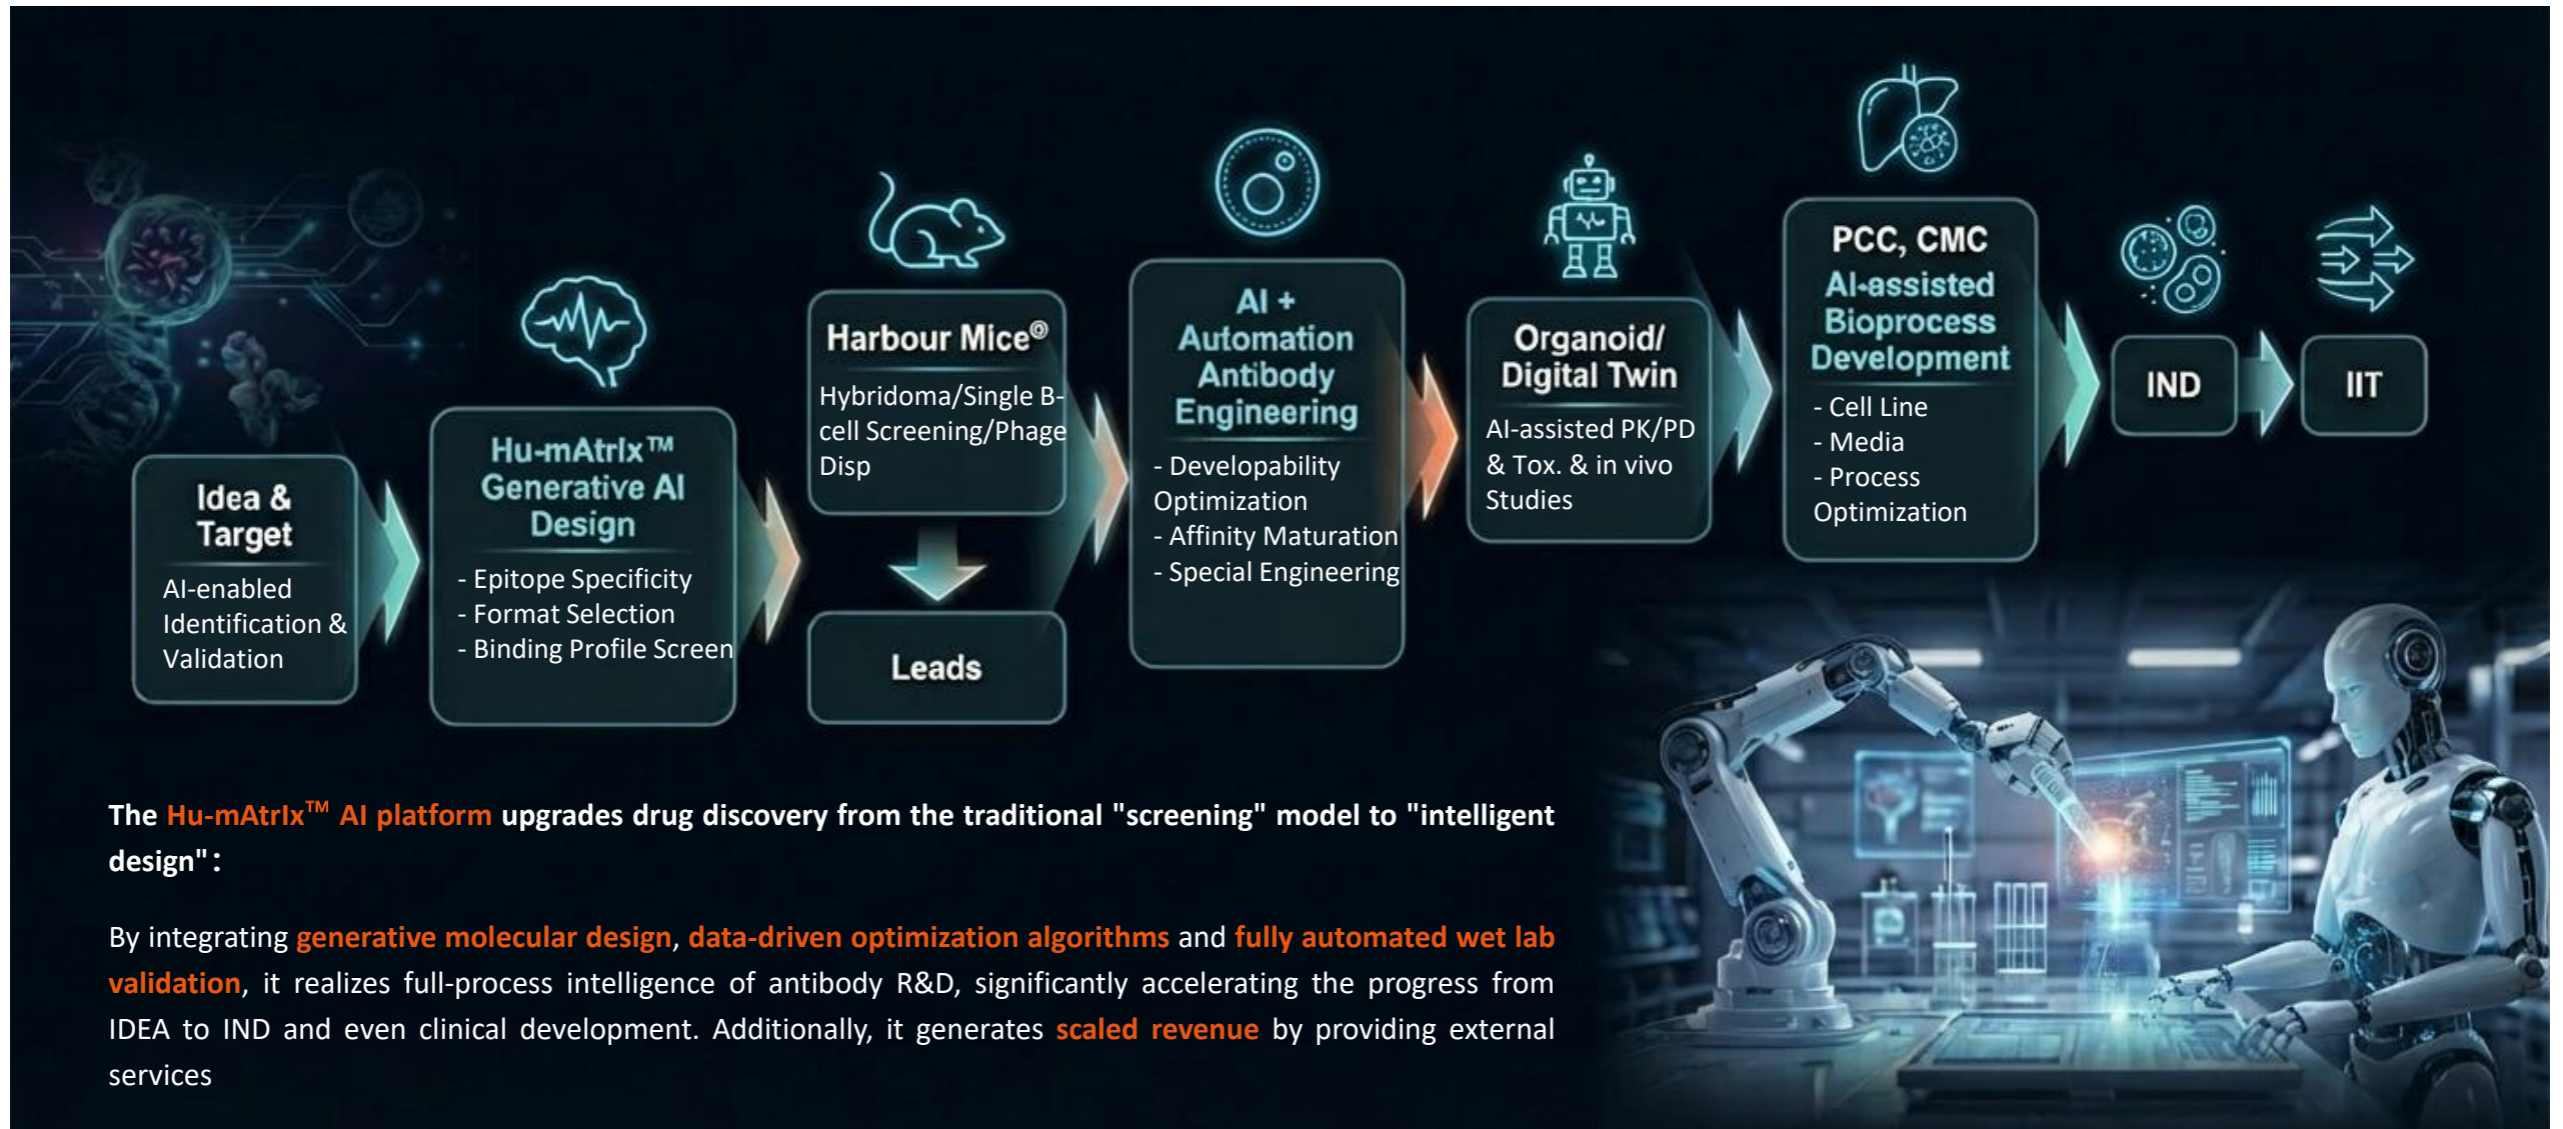 Idea &
Target
AI-enabled
Identification &
Validation
Hu-mAtrIx™
Generative AI
Design
- Epitope Specificity
- Format Selection
- Binding Profile Screen
Harbour Mice®
Hybridoma/Single B-
cell Screening/Phage
Disp
Leads
AI +
Automation
Antibody
Engineering
- Developability
Optimization
- Affinity Maturation
- Special Engineering
Organoid/
Digital Twin
AI-assisted PK/PD
& Tox. & in vivo
Studies
PCC, CMC
AI-assisted
Bioprocess
Development
- Cell Line
- Media
- Process
Optimization
IND
IIT
The Hu-mAtrIx™ AI platform upgrades drug discovery from the traditional "screening" model to "intelligent
design"：
By integrating generative molecular design, data-driven optimization algorithms and fully automated wet lab
validation, it realizes full-process intelligence of antibody R&D, significantly accelerating the progress from
IDEA to IND and even clinical development. Additionally, it generates scaled revenue by providing external
services